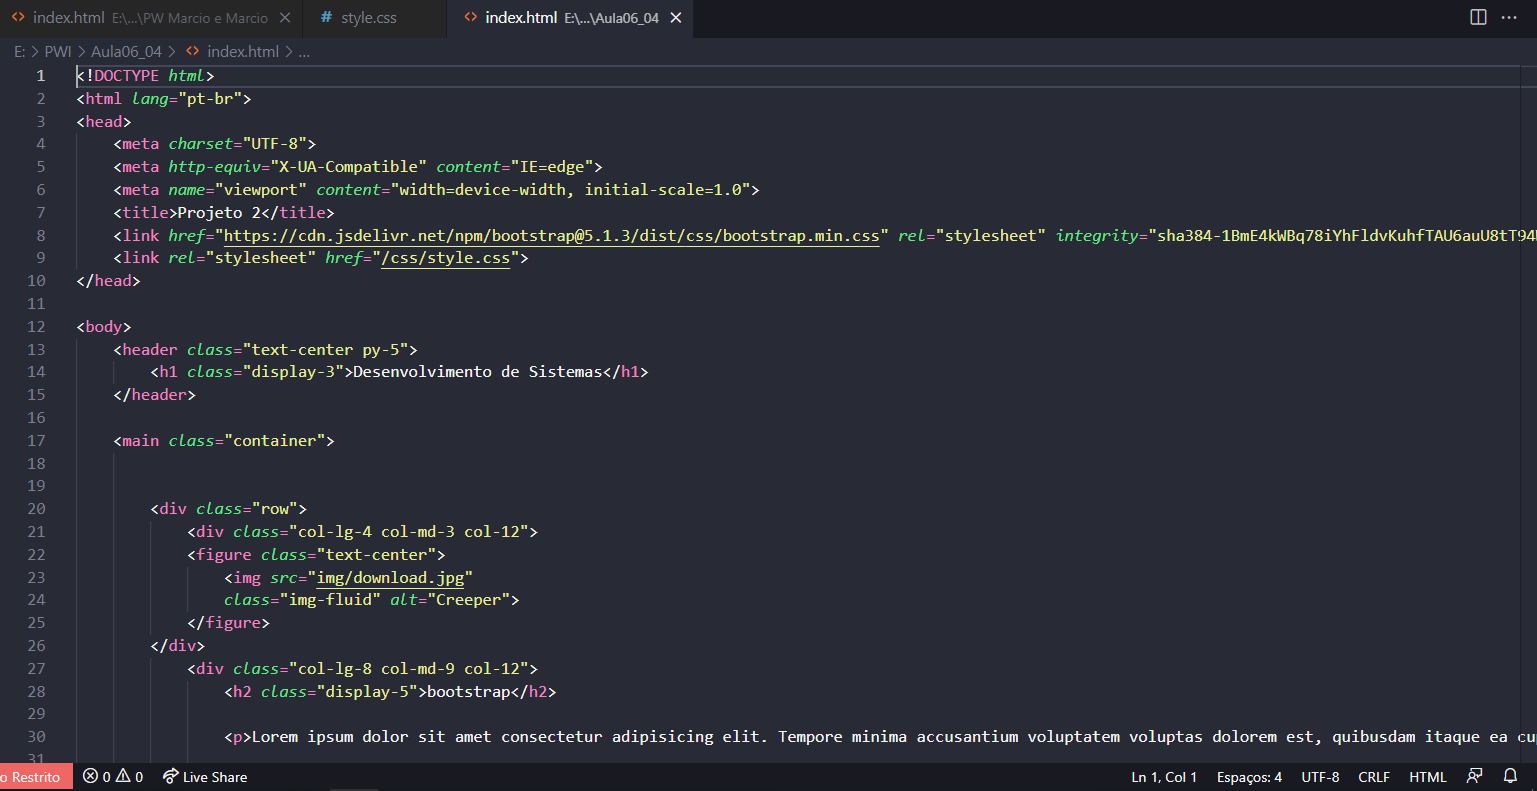 index.html E:\...\PW Marcio e Marcio
# style.css
index.html E:\...\Aula06_04
E: > PWI > Aula06_04 > index.html > ...
1 <!DOCTYPE html>
2 <html lang="pt-br">
3 <head>
4 <meta charset="UTF-8">
5 <meta http-equiv="X-UA-Compatible" content="IE=edge">
6 <meta name="viewport" content="width=device-width, initial-scale=1.0">
7 <title>Projeto 2</title>
8 <link href="https://cdn.jsdelivr.net/npm/bootstrap@5.1.3/dist/css/bootstrap.min.css" rel="stylesheet" integrity="sha384-1BmE4kWBq78iYhFldvKuhfTAU6auU8tT94
9 <link rel="stylesheet" href="/css/style.css">
10 </head>
11
12 <body>
13 <header class="text-center py-5">
14 <h1 class="display-3">Desenvolvimento de Sistemas</h1>
15 </header>
16
17 <main class="container">
18
19
20 <div class="row">
21 <div class="col-lg-4 col-md-3 col-12">
22 <figure class="text-center">
23 <img src="img/download.jpg"
24 class="img-fluid" alt="Creeper">
25 </figure>
26 </div>
27 <div class="col-lg-8 col-md-9 col-12">
28 <h2 class="display-5">bootstrap</h2>
29
30 <p>Lorem ipsum dolor sit amet consectetur adipisicing elit. Tempore minima accusantium voluptatem voluptas dolorem est, quibusdam itaque ea cup
31
o Restrito 0 0 Live Share Ln 1, Col 1 Espaços: 4 UTF-8 CRLF HTML